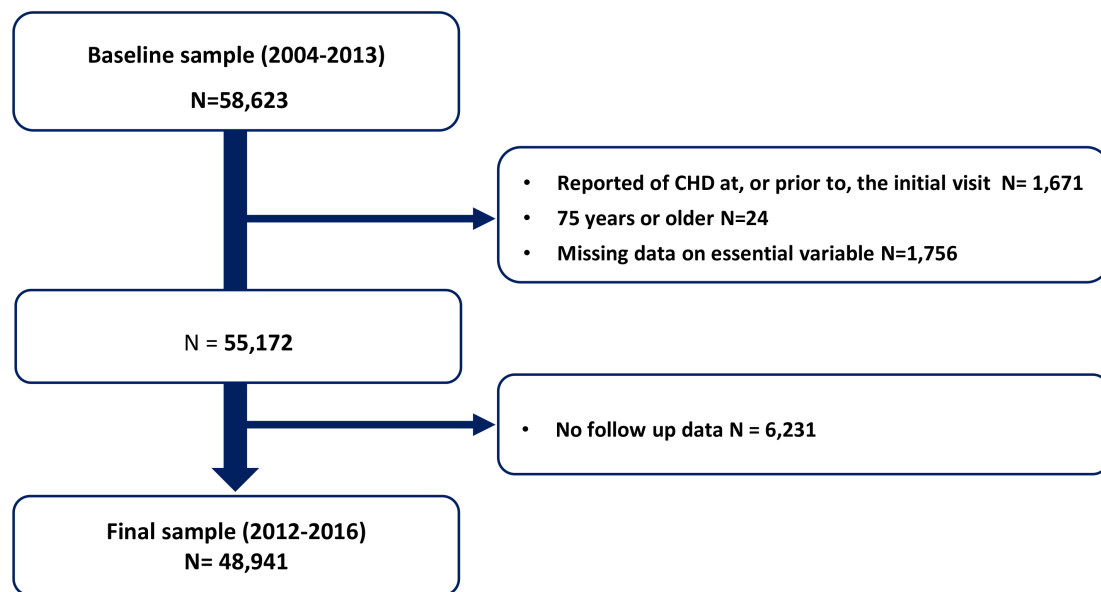 Baseline sample (2004-2013)
N=58,623
• Reported of CHD at, or prior to, the initial visit N= 1,671
• 75 years or older N=24
• Missing data on essential variable N=1,756
N = 55,172
• No follow up data N = 6,231
Final sample (2012-2016)
N= 48,941